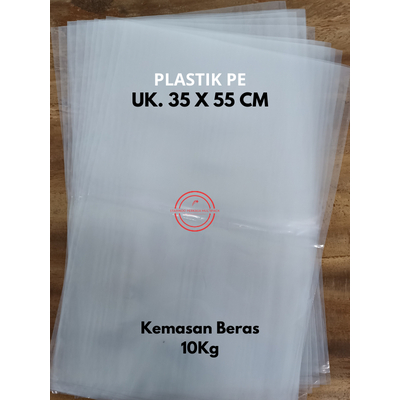 PLASTIK PE
UK. 35 X 55 CM
Kemasan Beras
10Kg